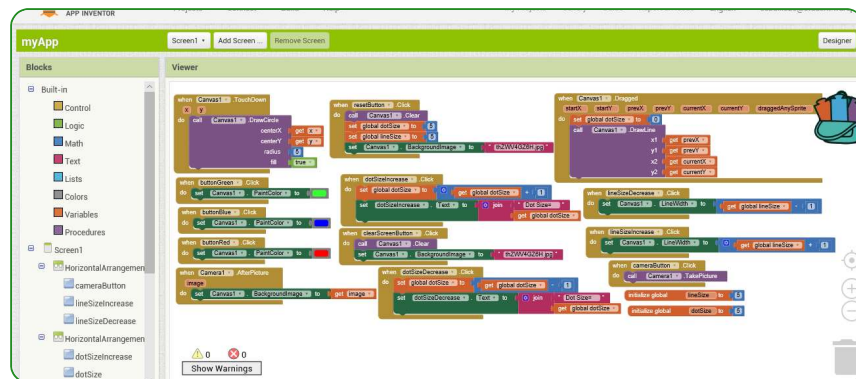 APP INVENTOR
myApp
Screen1 Add Screen ... Remove Screen Designer
Blocks
Viewer
Built-in
Control
Logic
Math
Text
Lists
Colors
Variables
Procedures
Screen1
HorizontalArrangemen
cameraButton
lineSizeIncrease
lineSizeDecrease
HorizontalArrangemen
dotSizeIncrease
dotSize
when Canvas1 .TouchDown
x y
do call Canvas1 .DrawCircle
centerX get x
centerY get y
radius 5
fill true
when buttonGreen .Click
do set Canvas1 . PaintColor to
when buttonBlue .Click
do set Canvas1 . PaintColor to
when buttonRed .Click
do set Canvas1 . PaintColor to
when Camera1 .AfterPicture
image
do set Canvas1 . BackgroundImage to get image
when resetButton .Click
do call Canvas1 .Clear
set global dotSize to 5
set global lineSize to 5
set Canvas1 . BackgroundImage to " thZWV4GZ6H.jpg "
when dotSizeIncrease .Click
do set global dotSize to get global dotSize + 1
set dotSizeIncrease . Text to join " Dot Size= "
get global dotSize
when clearScreenButton .Click
do call Canvas1 .Clear
set Canvas1 . BackgroundImage to " thZWV4GZ6H.jpg "
when dotSizeDecrease .Click
do set global dotSize to get global dotSize - 1
set dotSizeDecrease . Text to join " Dot Size= "
get global dotSize
when Canvas1 .Dragged
startX startY prevX prevY currentX currentY draggedAnySprite
do set global dotSize to 0
call Canvas1 .DrawLine
x1 get prevX
y1 get prevY
x2 get currentX
y2 get currentY
when lineSizeDecrease .Click
do set Canvas1 . LineWidth to get global lineSize - 1
when lineSizeIncrease .Click
do set Canvas1 . LineWidth to get global lineSize + 1
when cameraButton .Click
do call Camera1 .TakePicture
initialize global lineSize to 5
initialize global dotSize to 5
0 0
Show Warnings